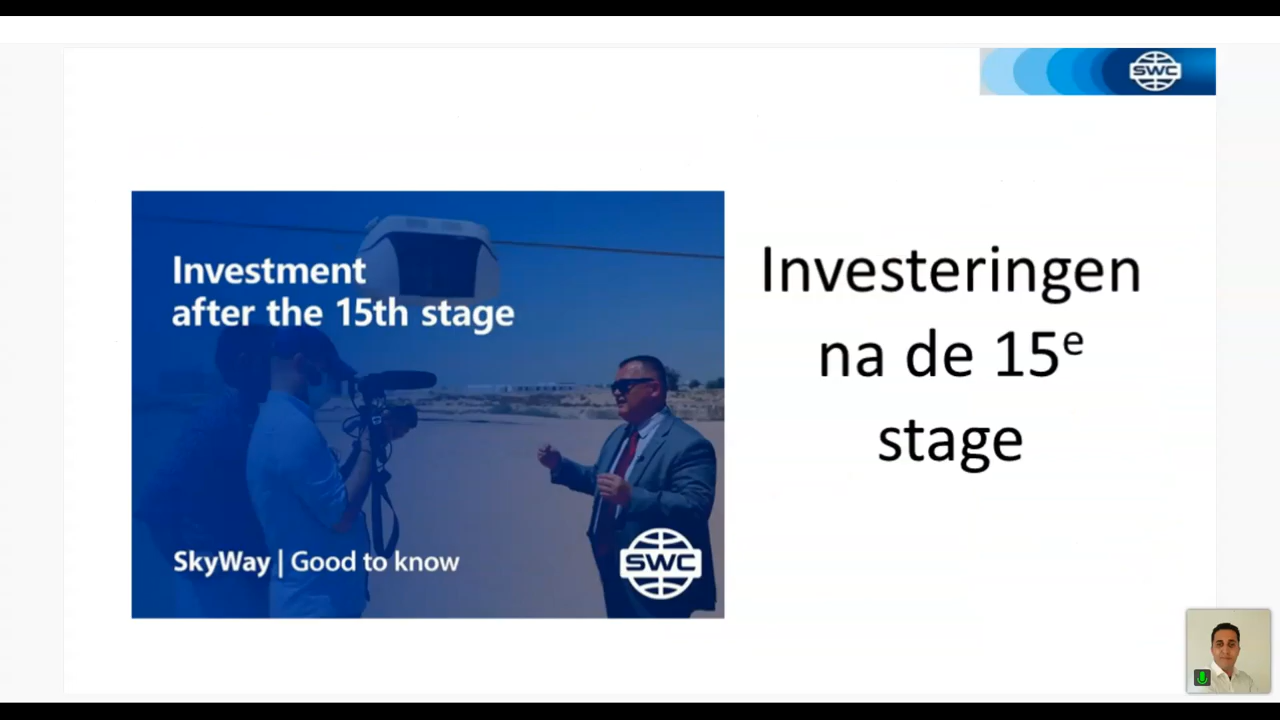 SWC
Investment
after the 15th stage
SkyWay | Good to know
SWC
Investeringen
na de 15e
stage